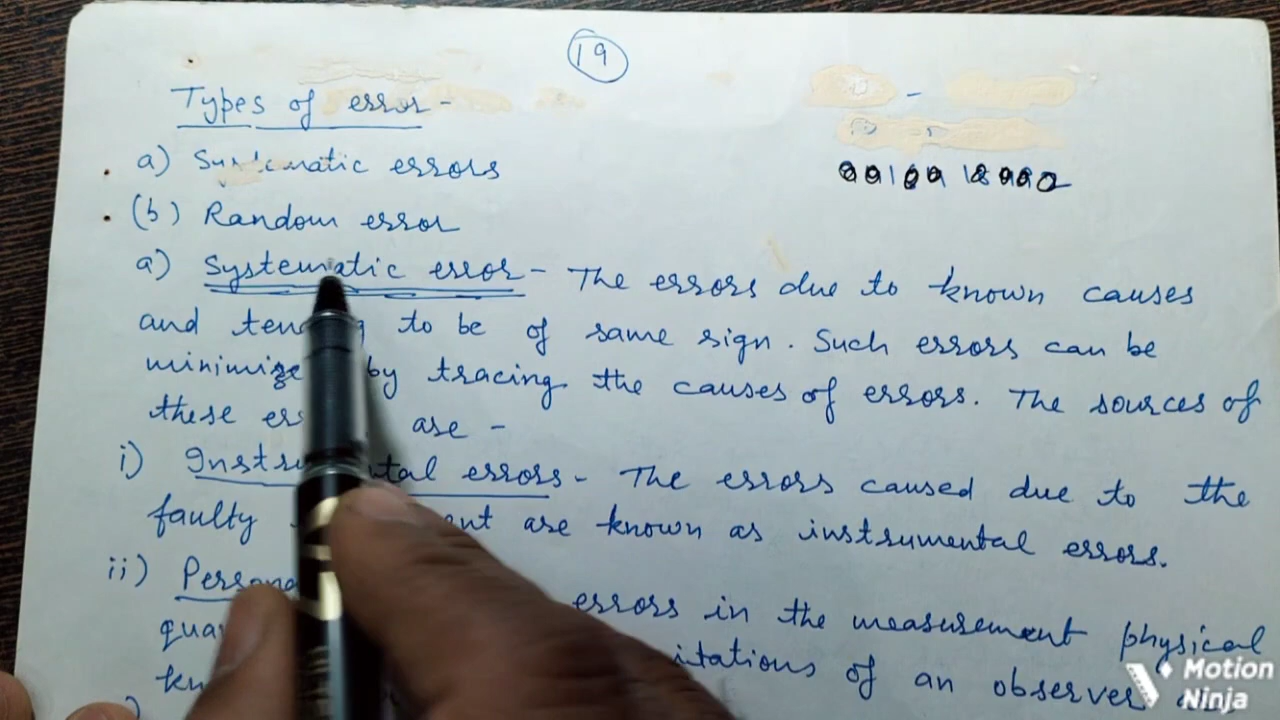 19
Types of error -
a) Systematic errors
(b) Random error
a) Systematic error - The errors due to known causes
and to be of same sign. Such errors can be
by tracing the causes of errors. The sources of
these are -
i) errors - The errors caused due to the
faulty are known as instrumental errors.
ii) errors in the measurement physical
of an observer
Motion
Ninja